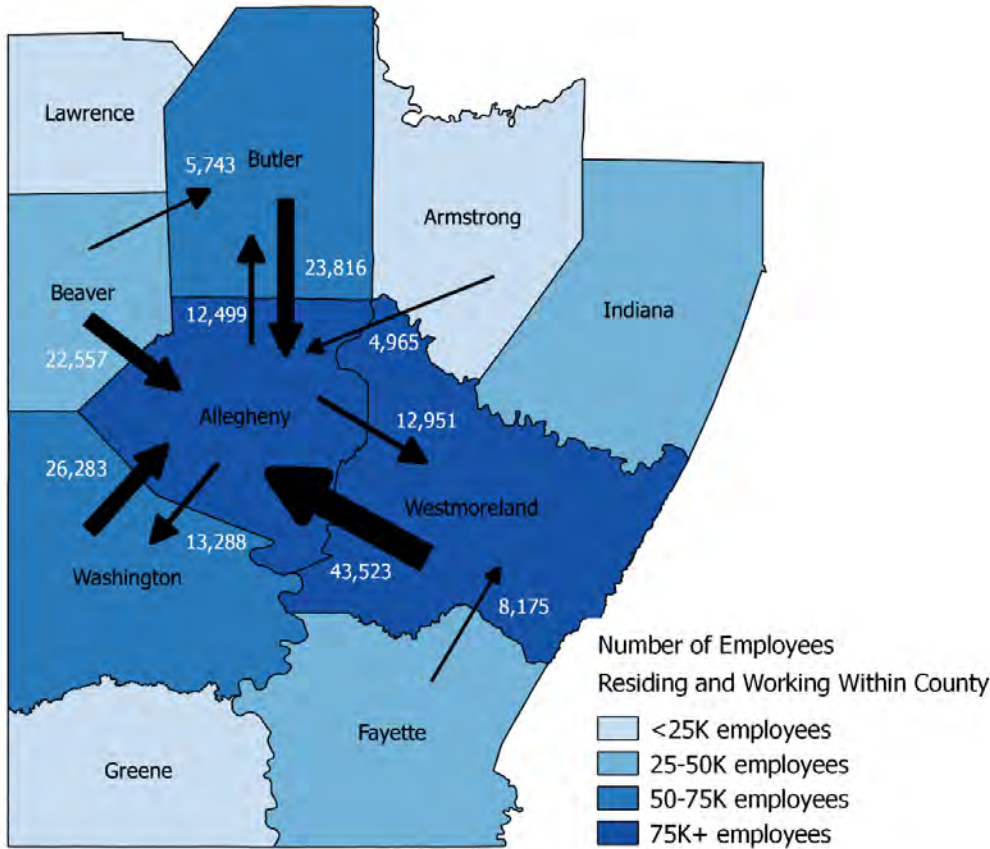 Lawrence
5,743
Butler
Armstrong
23,816
Beaver
12,499
Indiana
4,965
22,557
Allegheny
12,951
26,283
Westmoreland
13,288
Washington
43,523
8,175
Fayette
Greene
Number of Employees
Residing and Working Within County
<25K employees
25-50K employees
50-75K employees
75K+ employees